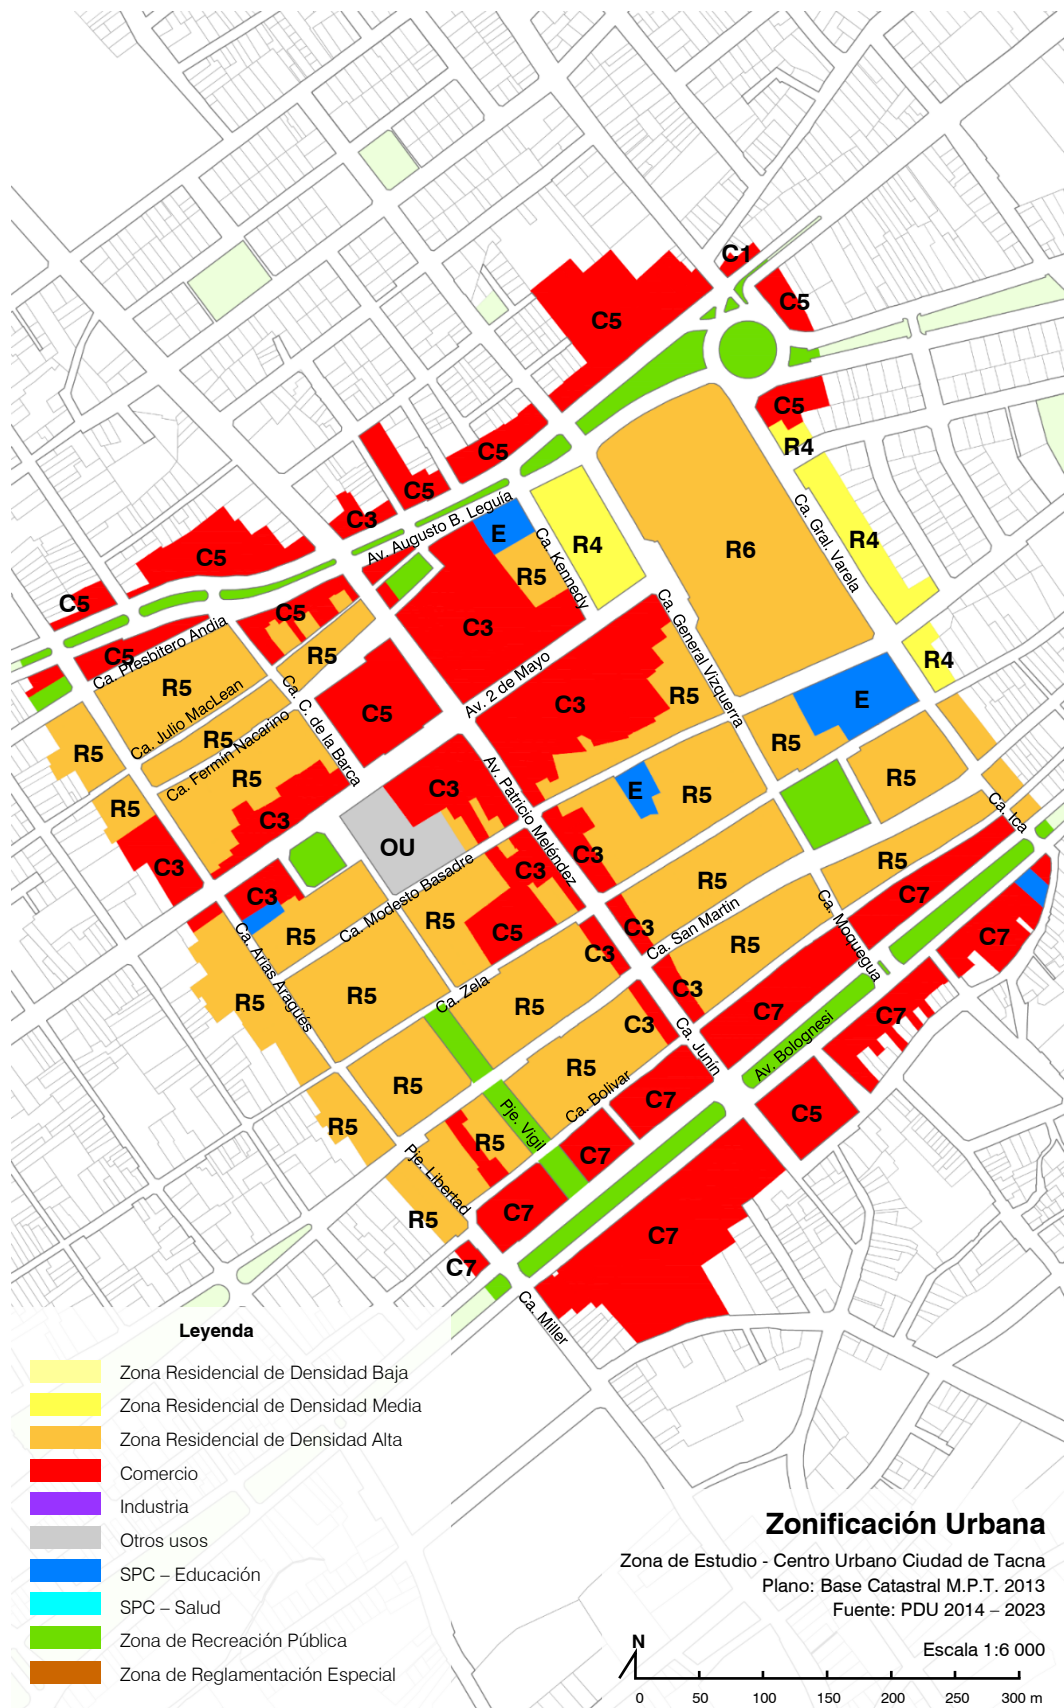 C1
C5
C5
C5
R4
C5
C5
C3
Av. Augusto B. Leguía
E
Ca. Kennedy
R4
R6
Ca. Gral. Varela
R4
C5
R5
C5
C5
C5
Ca. Presbitero Andia
R5
C3
Ca. General Vizquerra
R4
R5
Ca. Julio MacLean
Ca. C. de la Barca
C5
Av. 2 de Mayo
C3
R5
E
R5
R5
Ca. Fermín Nacarino
R5
R5
C3
Av. Patricio Meléndez
C3
E
R5
R5
R5
Ca. Ica
C3
OU
Ca. Modesto Basadre
C3
C3
R5
R5
C7
C3
Ca. Arias Aragüés
R5
R5
C5
C3
C3
Ca. San Martin
R5
Ca. Moquegua
C7
R5
R5
Ca. Zela
R5
C3
C3
Ca. Junín
C7
C7
Av. Bolognesi
R5
R5
Ca. Bolivar
C7
C5
R5
Pje. Vigil
R5
C7
Pje. Libertad
R5
C7
C7
C7
Ca. Miller
Leyenda
Zona Residencial de Densidad Baja
Zona Residencial de Densidad Media
Zona Residencial de Densidad Alta
Comercio
Industria
Otros usos
SPC – Educación
SPC – Salud
Zona de Recreación Pública
Zona de Reglamentación Especial
Zonificación Urbana
Zona de Estudio - Centro Urbano Ciudad de Tacna
Plano: Base Catastral M.P.T. 2013
Fuente: PDU 2014 – 2023
Escala 1:6 000
N
0 50 100 150 200 250 300 m